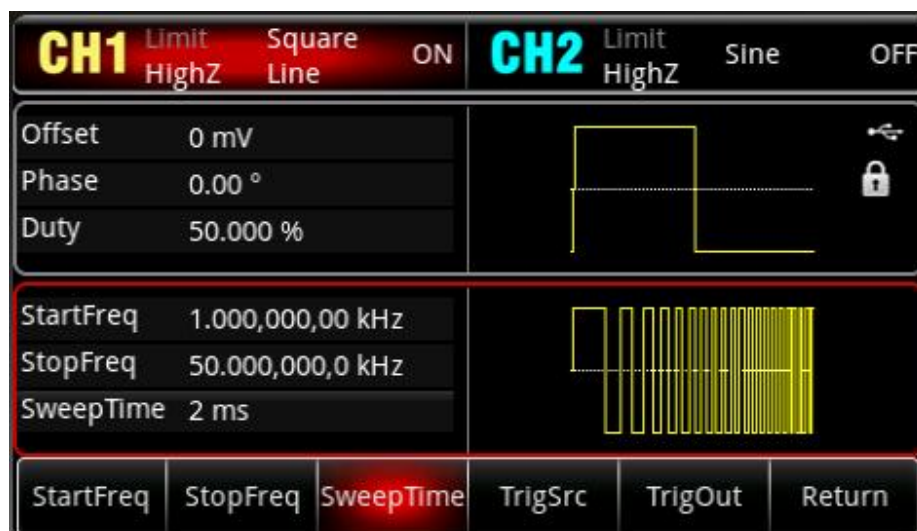 CH1 Limit HighZ Square Line ON
CH2 Limit HighZ Sine OFF
Offset 0 mV
Phase 0.00 °
Duty 50.000 %
StartFreq 1.000,000,00 kHz
StopFreq 50.000,000,0 kHz
SweepTime 2 ms
StartFreq StopFreq SweepTime TrigSrc TrigOut Return